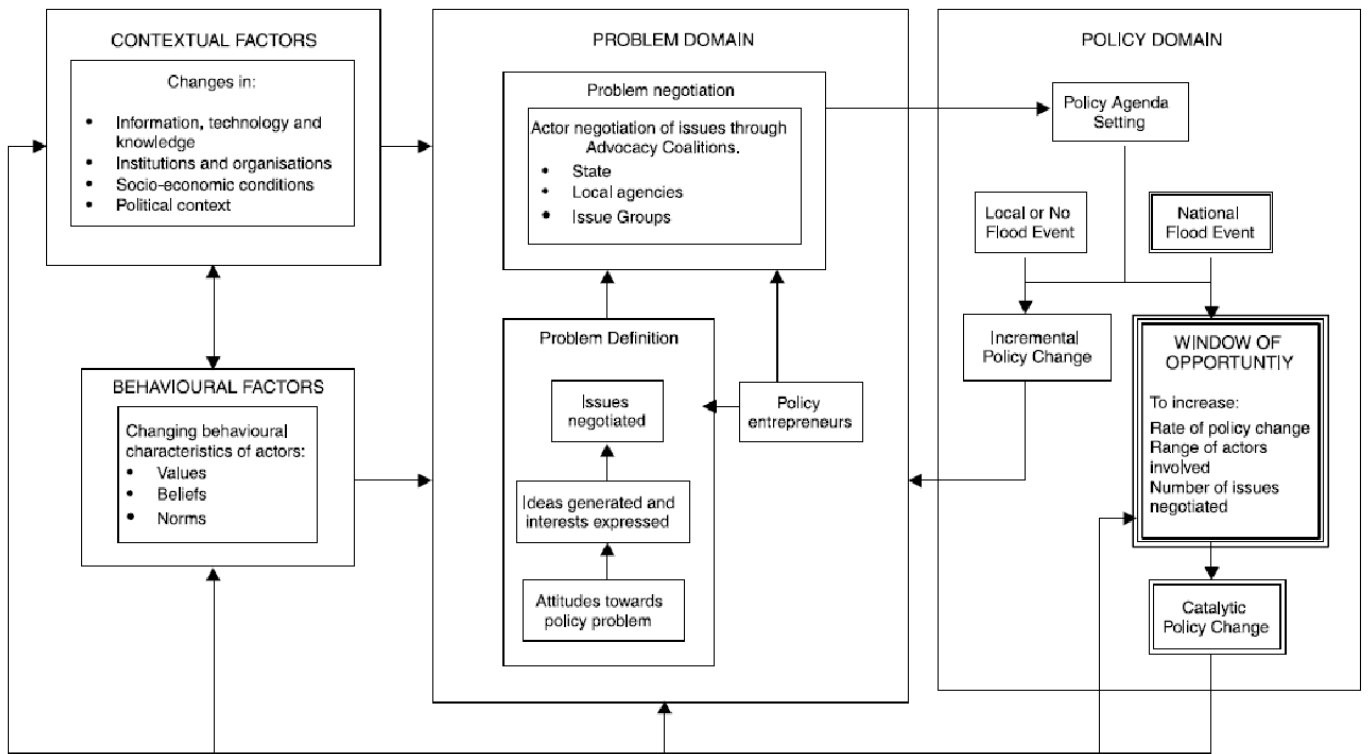 CONTEXTUAL FACTORS
Changes in:
• Information, technology and
knowledge
• Institutions and organisations
• Socio-economic conditions
• Political context
BEHAVIOURAL FACTORS
Changing behavioural
characteristics of actors:
• Values
• Beliefs
• Norms
PROBLEM DOMAIN
Problem negotiation
Actor negotiation of issues through
Advocacy Coalitions.
• State
• Local agencies
• Issue Groups
Problem Definition
Issues
negotiated
Policy
entrepreneurs
Ideas generated and
interests expressed
Attitudes towards
policy problem
POLICY DOMAIN
Policy Agenda
Setting
Local or No
Flood Event
National
Flood Event
Incremental
Policy Change
WINDOW OF
OPPORTUNTIY
To increase:
Rate of policy change
Range of actors
involved
Number of issues
negotiated
Catalytic
Policy Change